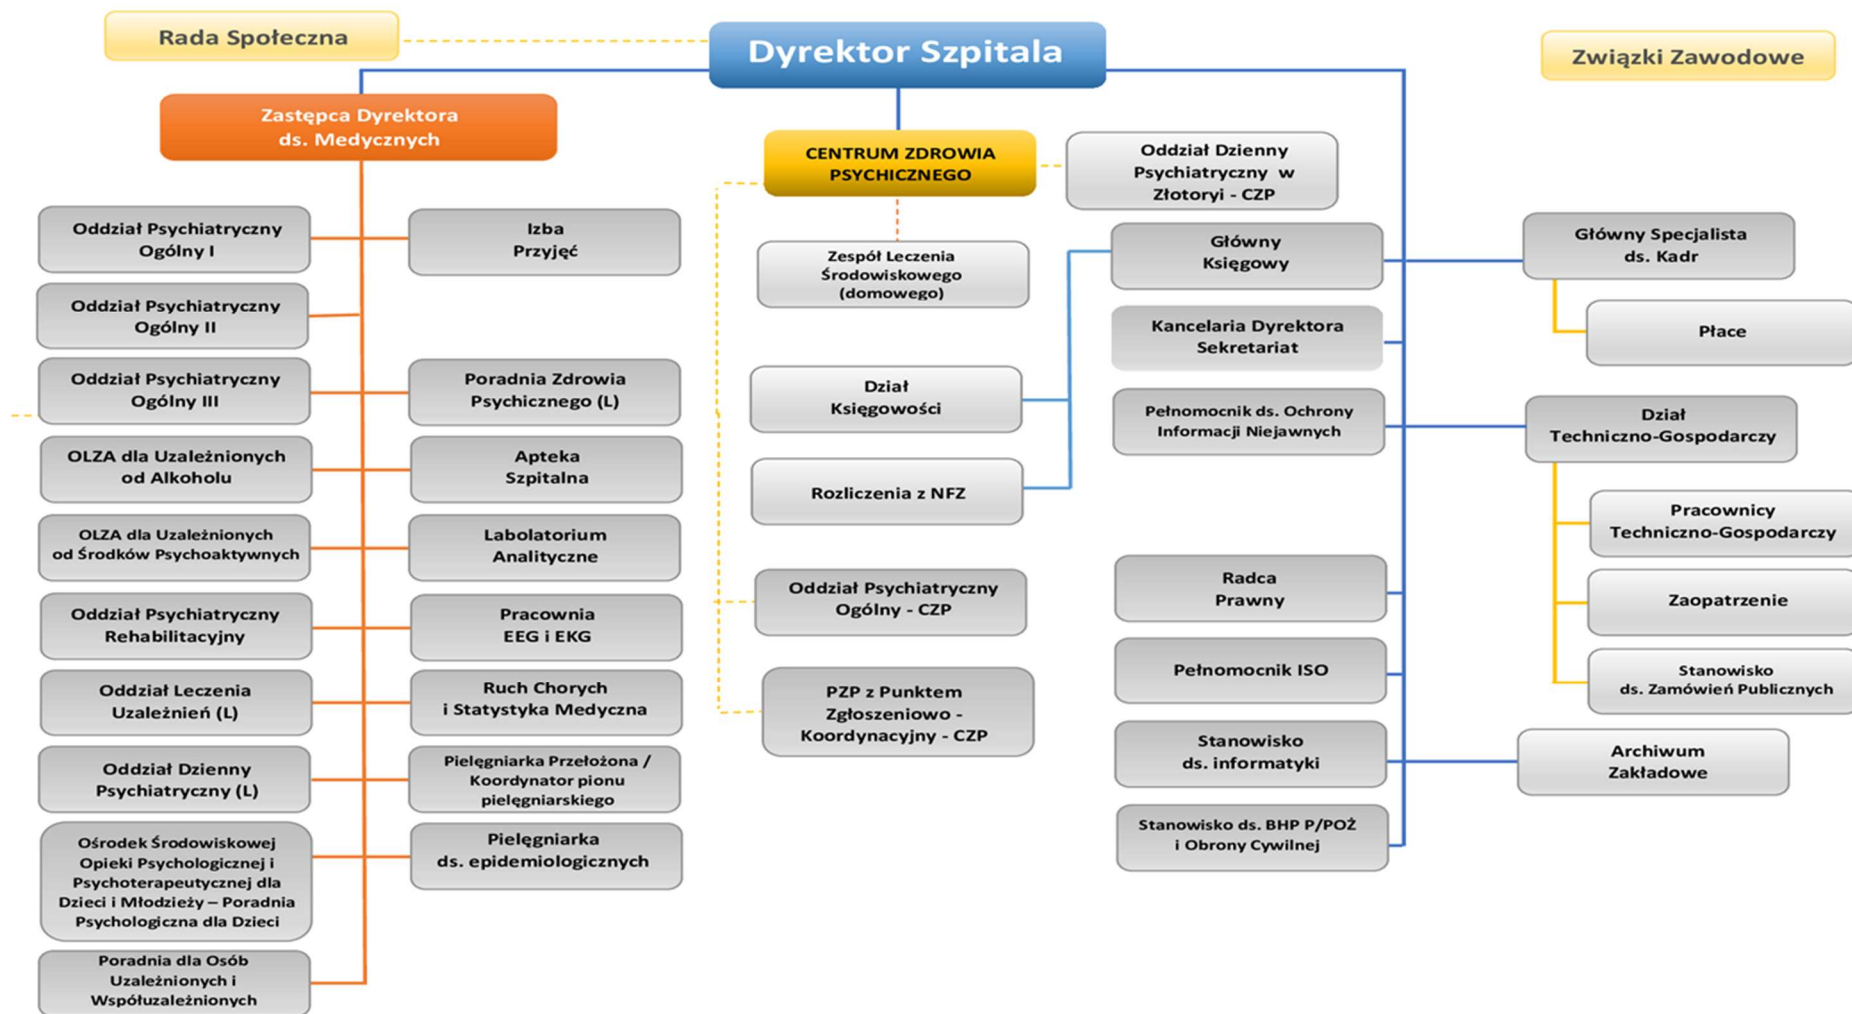 Rada Społeczna
Dyrektor Szpitala
Związki Zawodowe
Zastępca Dyrektora
ds. Medycznych
Oddział Psychiatryczny
Ogólny I
Izba
Przyjęć
Oddział Psychiatryczny
Ogólny II
Oddział Psychiatryczny
Ogólny III
Poradnia Zdrowia
Psychicznego (L)
OLZA dla Uzależnionych
od Alkoholu
Apteka
Szpitalna
OLZA dla Uzależnionych
od Środków Psychoaktywnych
Labolatorium
Analityczne
Oddział Psychiatryczny
Rehabilitacyjny
Pracownia
EEG i EKG
Oddział Leczenia
Uzależnień (L)
Ruch Chorych
i Statystyka Medyczna
Oddział Dzienny
Psychiatryczny (L)
Pielęgniarka Przełożona /
Koordynator pionu
pielęgniarskiego
Ośrodek Środowiskowej
Opieki Psychologicznej i
Psychoterapeutycznej dla
Dzieci i Młodzieży – Poradnia
Psychologiczna dla Dzieci
Pielęgniarka
ds. epidemiologicznych
Poradnia dla Osób
Uzależnionych i
Współuzależnionych
CENTRUM ZDROWIA
PSYCHICZNEGO
Oddział Dzienny
Psychiatryczny w
Złotoryi - CZP
Zespół Leczenia
Środowiskowego
(domowego)
Dział
Księgowości
Rozliczenia z NFZ
Oddział Psychiatryczny
Ogólny - CZP
PZP z Punktem
Zgłoszeniowo -
Koordynacyjny - CZP
Główny
Księgowy
Kancelaria Dyrektora
Sekretariat
Pełnomocnik ds. Ochrony
Informacji Niejawnych
Radca
Prawny
Pełnomocnik ISO
Stanowisko
ds. informatyki
Stanowisko ds. BHP P/POŻ
i Obrony Cywilnej
Główny Specjalista
ds. Kadr
Płace
Dział
Techniczno-Gospodarczy
Pracownicy
Techniczno-Gospodarczy
Zaopatrzenie
Stanowisko
ds. Zamówień Publicznych
Archiwum
Zakładowe